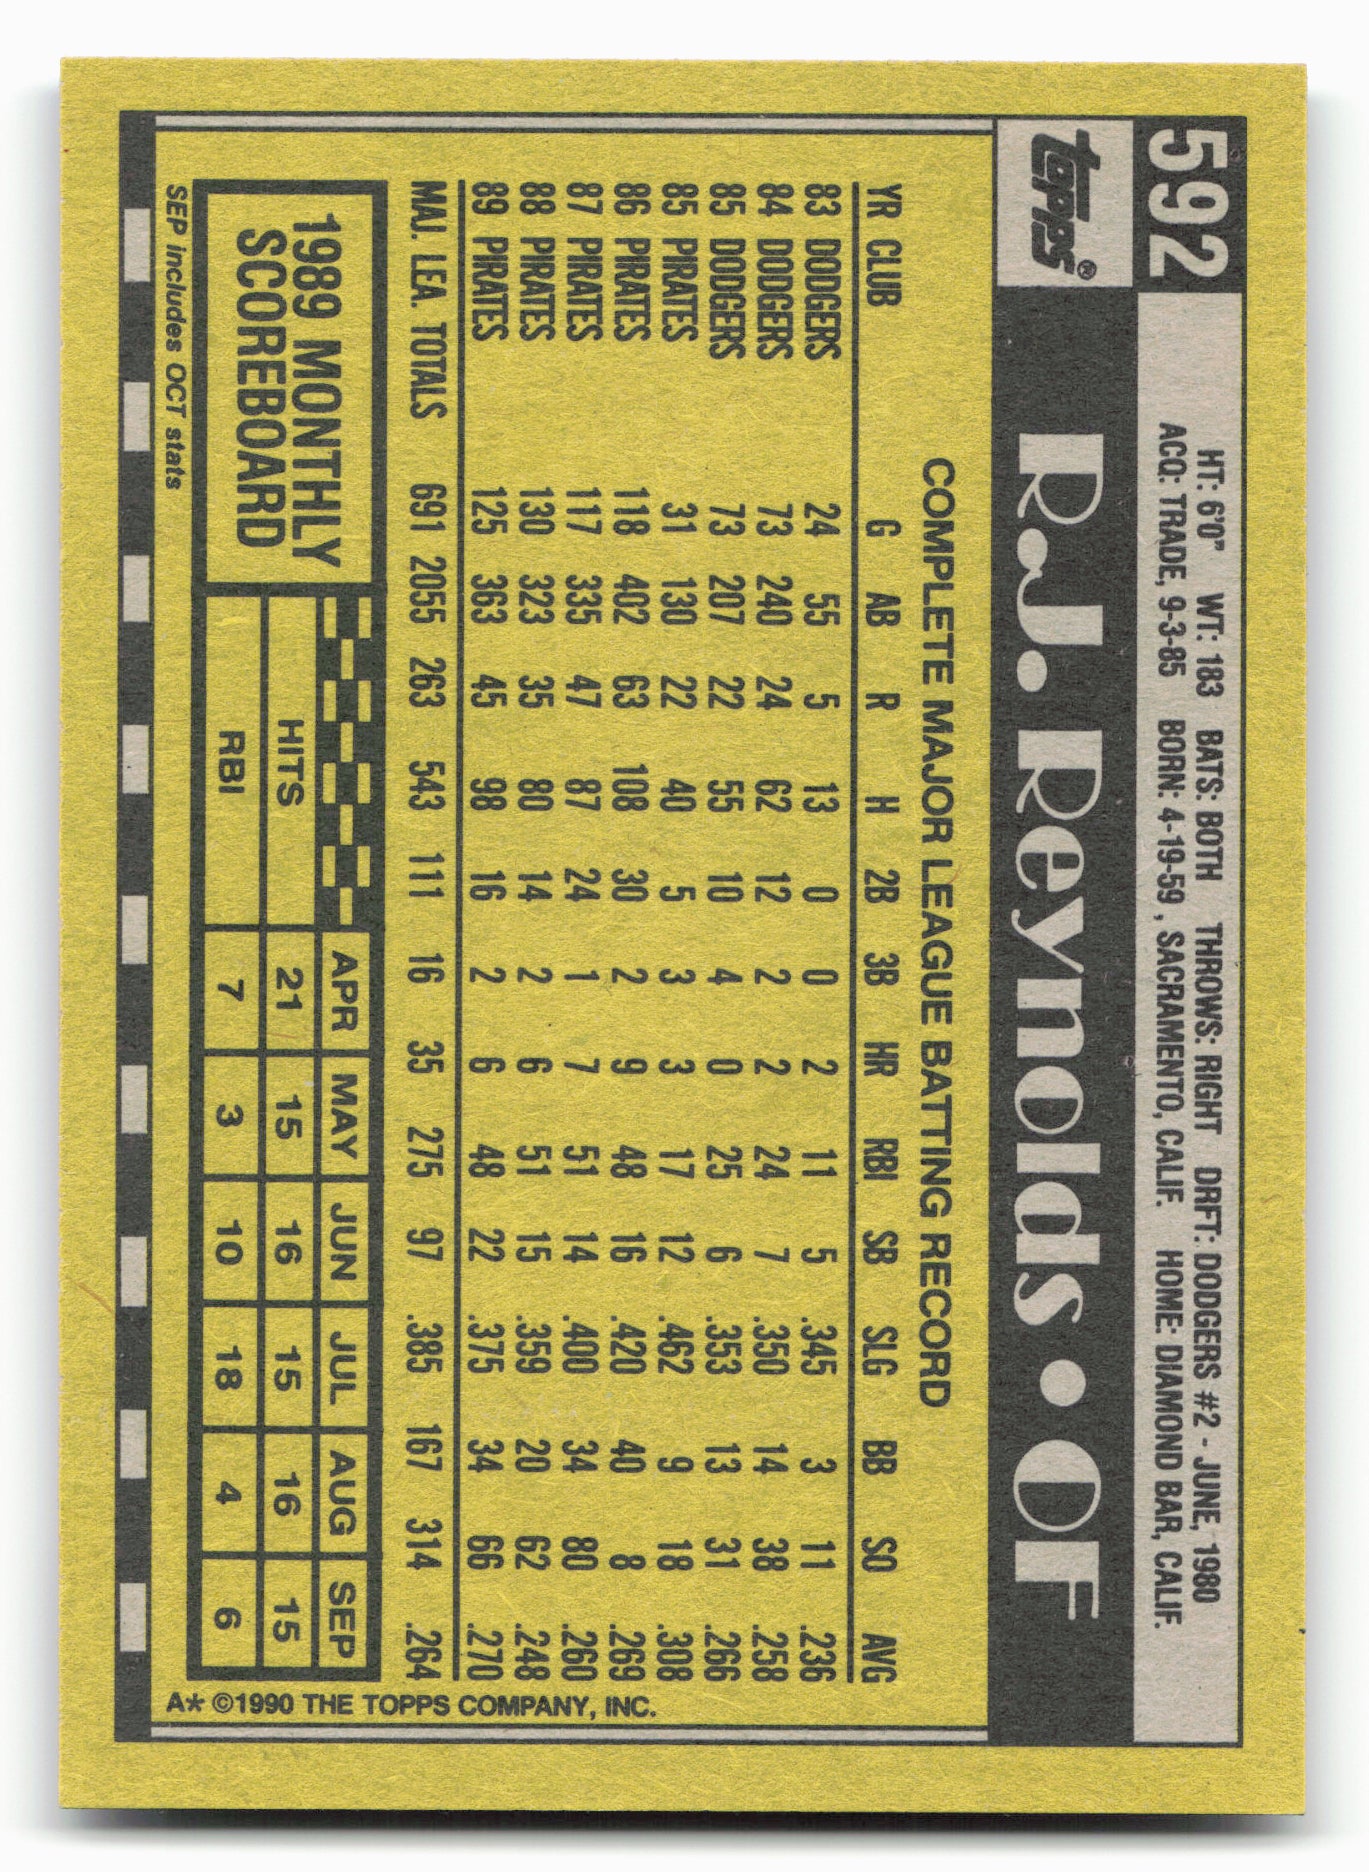 592
HT: 6'0" WT: 183 BATS: BOTH THROWS: RIGHT DRFT: DODGERS #2 - JUNE, 1980
ACQ: TRADE, 9-3-85 BORN: 4-19-59, SACRAMENTO, CALIF. HOME: DIAMOND BAR, CALIF.
topps® R.J. Reynolds • OF
COMPLETE MAJOR LEAGUE BATTING RECORD
YR CLUB G AB R H 2B 3B HR RBI SB SLG BB SO AVG
83 DODGERS 24 55 5 13 0 0 2 11 5 .345 3 11 .236
84 DODGERS 73 240 24 62 12 2 2 24 7 .350 14 38 .258
85 DODGERS 73 207 22 55 10 4 0 25 6 .353 13 31 .266
85 PIRATES 31 130 22 40 5 3 3 17 12 .462 9 18 .308
86 PIRATES 118 402 63 108 30 2 9 48 16 .420 40 8 .269
87 PIRATES 117 335 47 87 24 1 7 51 14 .400 34 80 .260
88 PIRATES 130 323 35 80 14 2 6 51 15 .359 20 62 .248
89 PIRATES 125 363 45 98 16 2 6 48 22 .375 34 66 .270
MAJ. LEA. TOTALS 691 2055 263 543 111 16 35 275 97 .385 167 314 .264
1989 MONTHLY
SCOREBOARD
APR MAY JUN JUL AUG SEP
HITS 21 15 16 15 16 15
RBI 7 3 10 18 4 6
SEP includes OCT stats
A* ©1990 THE TOPPS COMPANY, INC.